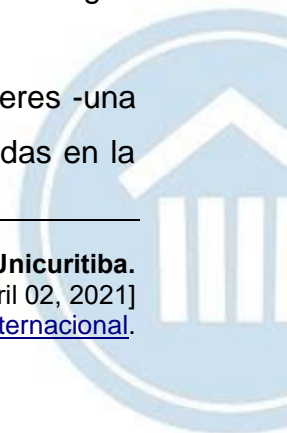 eres -una
das en la
Unicuritiba.
ril 02, 2021]
ternacional.